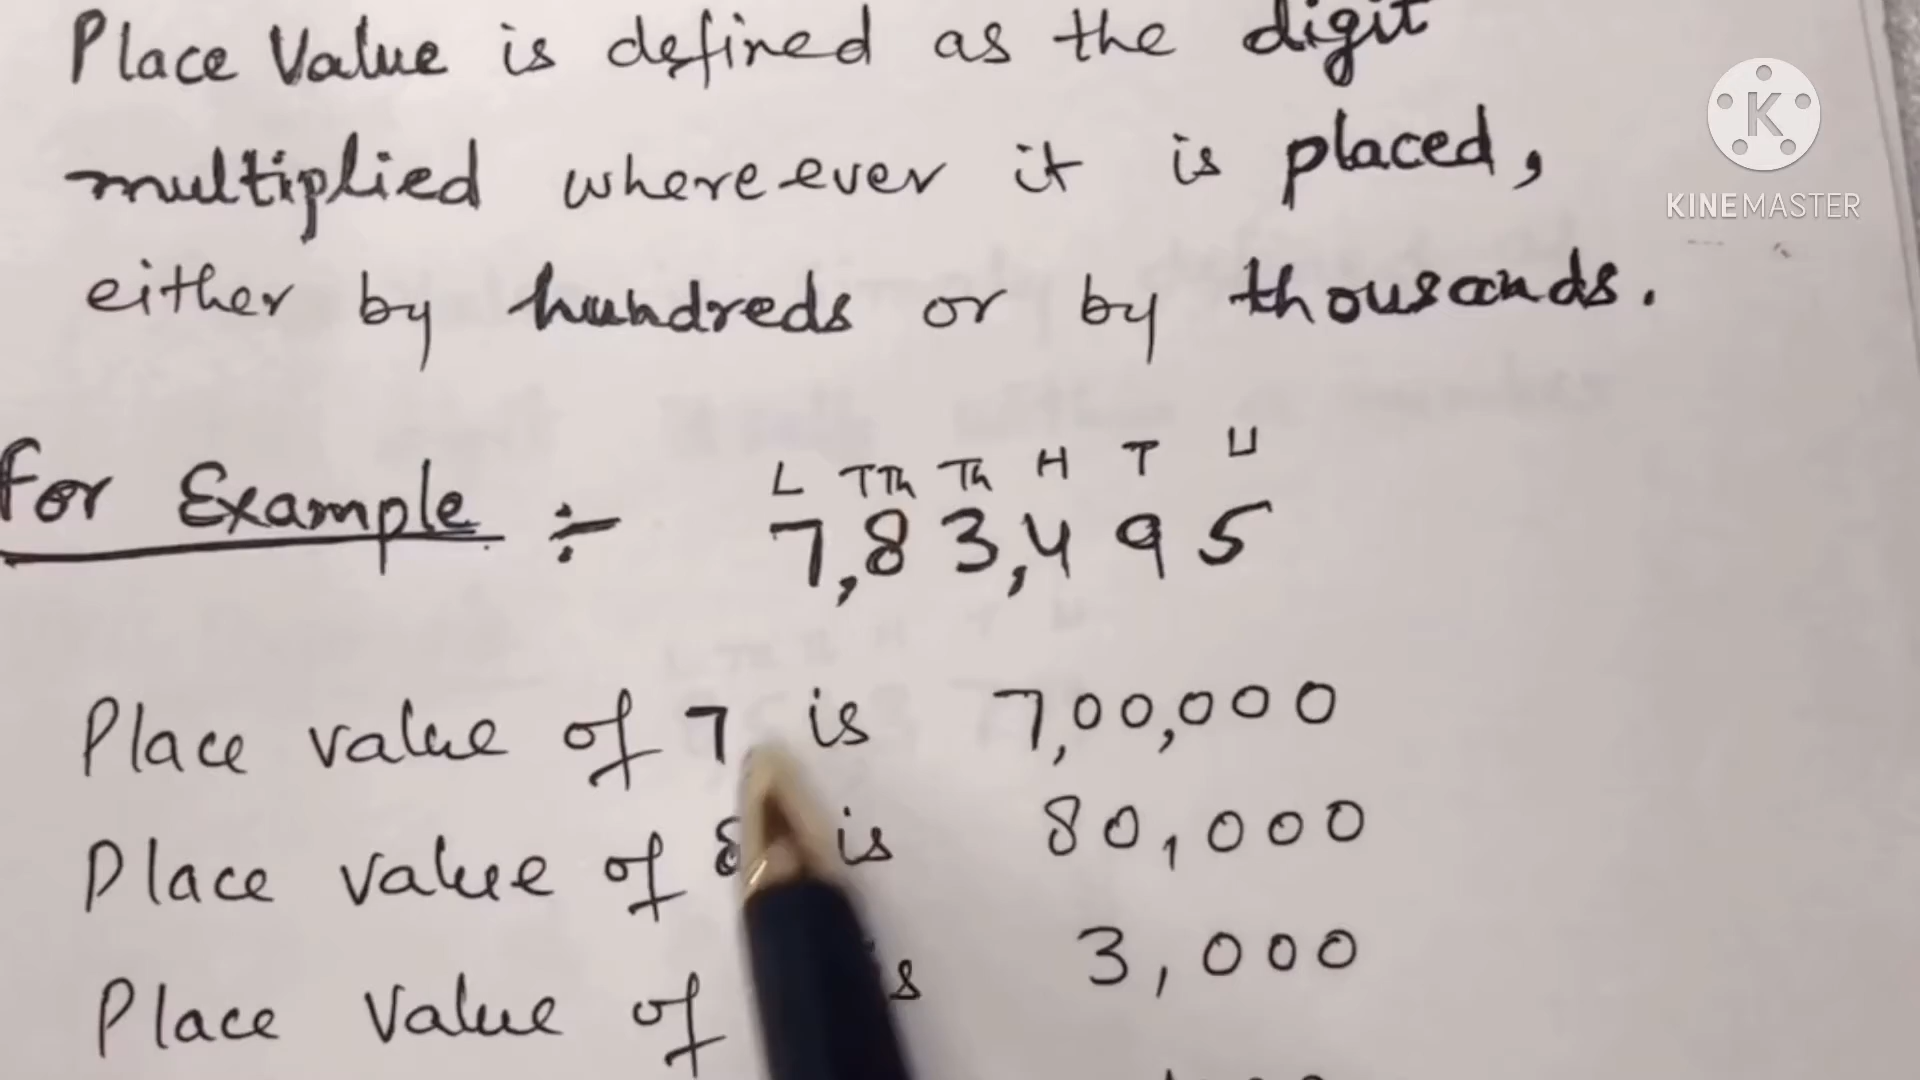 Place Value is defined as the digit
multiplied whereever it is placed,
either by hundreds or by thousands.
K
KINEMASTER
For Example ÷
L TTh Th H T U
7,83,495
Place value of 7 is 7,00,000
Place value of 8 is 80,000
Place value of 3,000